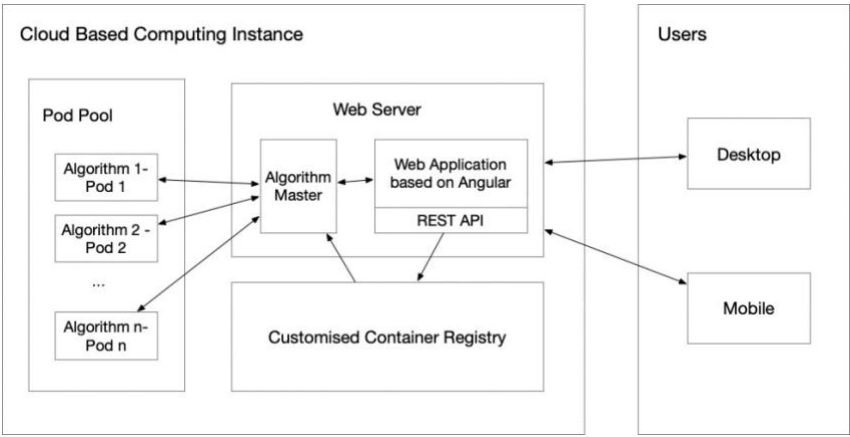 Cloud Based Computing Instance
Users
Pod Pool
Web Server
Algorithm 1-
Pod 1
Algorithm 2 -
Pod 2
...
Algorithm n-
Pod n
Algorithm
Master
Web Application
based on Angular
REST API
Customised Container Registry
Desktop
Mobile